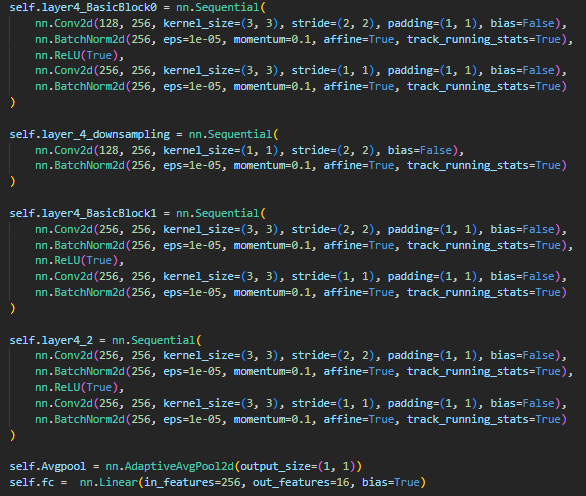 self.layer4_BasicBlock0 = nn.Sequential(
nn.Conv2d(128, 256, kernel_size=(3, 3), stride=(2, 2), padding=(1, 1), bias=False),
nn.BatchNorm2d(256, eps=1e-05, momentum=0.1, affine=True, track_running_stats=True),
nn.ReLU(True),
nn.Conv2d(256, 256, kernel_size=(3, 3), stride=(1, 1), padding=(1, 1), bias=False),
nn.BatchNorm2d(256, eps=1e-05, momentum=0.1, affine=True, track_running_stats=True)
)
self.layer_4_downsampling = nn.Sequential(
nn.Conv2d(128, 256, kernel_size=(1, 1), stride=(2, 2), bias=False),
nn.BatchNorm2d(256, eps=1e-05, momentum=0.1, affine=True, track_running_stats=True)
)
self.layer4_BasicBlock1 = nn.Sequential(
nn.Conv2d(256, 256, kernel_size=(3, 3), stride=(2, 2), padding=(1, 1), bias=False),
nn.BatchNorm2d(256, eps=1e-05, momentum=0.1, affine=True, track_running_stats=True),
nn.ReLU(True),
nn.Conv2d(256, 256, kernel_size=(3, 3), stride=(1, 1), padding=(1, 1), bias=False),
nn.BatchNorm2d(256, eps=1e-05, momentum=0.1, affine=True, track_running_stats=True)
)
self.layer4_2 = nn.Sequential(
nn.Conv2d(256, 256, kernel_size=(3, 3), stride=(2, 2), padding=(1, 1), bias=False),
nn.BatchNorm2d(256, eps=1e-05, momentum=0.1, affine=True, track_running_stats=True),
nn.ReLU(True),
nn.Conv2d(256, 256, kernel_size=(3, 3), stride=(1, 1), padding=(1, 1), bias=False),
nn.BatchNorm2d(256, eps=1e-05, momentum=0.1, affine=True, track_running_stats=True)
)
self.Avgpool = nn.AdaptiveAvgPool2d(output_size=(1, 1))
self.fc =  nn.Linear(in_features=256, out_features=16, bias=True)